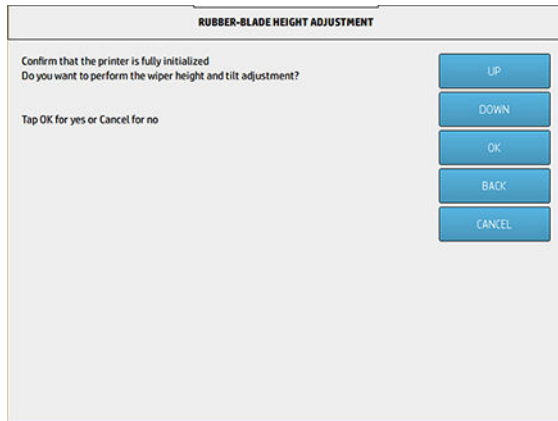 RUBBER-BLADE HEIGHT ADJUSTMENT
Confirm that the printer is fully initialized
Do you want to perform the wiper height and tilt adjustment?
Tap OK for yes or Cancel for no
UP
DOWN
OK
BACK
CANCEL